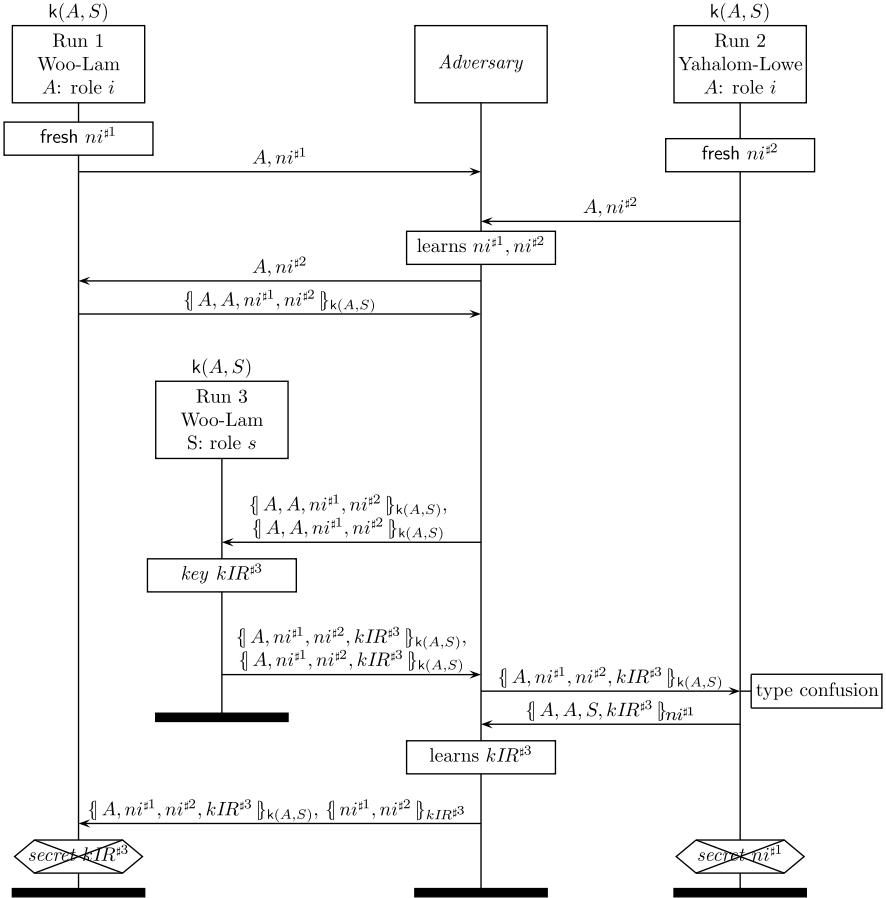 k(A, S)
k(A, S)
Run 1
Woo-Lam
A: role i
Adversary
Run 2
Yahalom-Lowe
A: role i
fresh ni♯1
fresh ni♯2
A, ni♯1
A, ni♯2
learns ni♯1, ni♯2
A, ni♯2
{| A, A, ni♯1, ni♯2 |}k(A,S)
k(A, S)
Run 3
Woo-Lam
S: role s
{| A, A, ni♯1, ni♯2 |}k(A,S),
{| A, A, ni♯1, ni♯2 |}k(A,S)
key kIR♯3
{| A, ni♯1, ni♯2, kIR♯3 |}k(A,S),
{| A, ni♯1, ni♯2, kIR♯3 |}k(A,S)
{| A, ni♯1, ni♯2, kIR♯3 |}k(A,S)
type confusion
{| A, A, S, kIR♯3 |}ni♯1
learns kIR♯3
{| A, ni♯1, ni♯2, kIR♯3 |}k(A,S), {| ni♯1, ni♯2 |}kIR♯3
secret kIR♯3
secret ni♯1